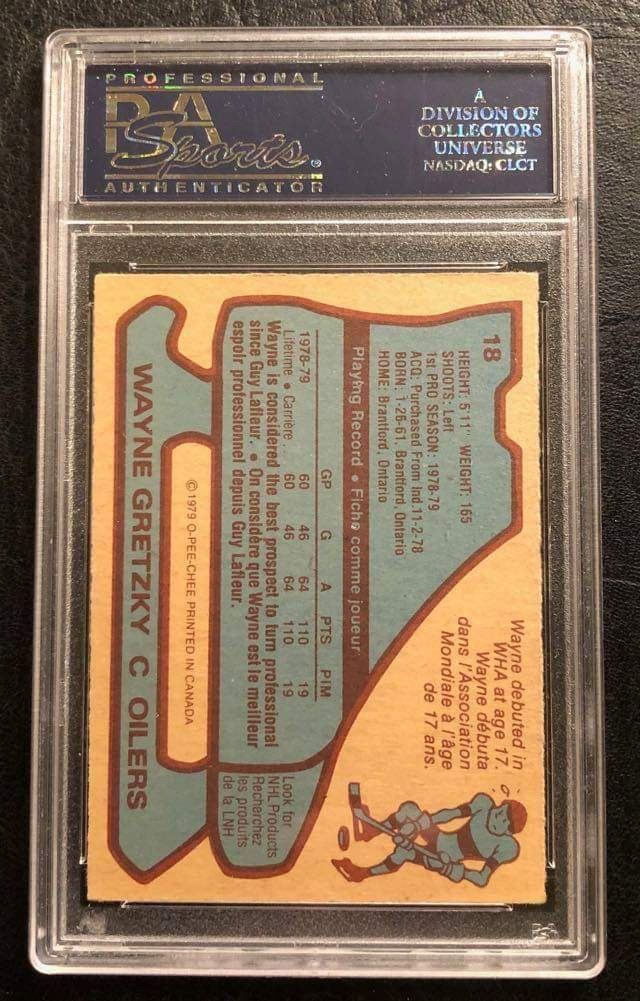 PROFESSIONAL
PSA
Sports®
AUTHENTICATOR
A
DIVISION OF
COLLECTORS
UNIVERSE
NASDAQ: CLCT
18
HEIGHT: 5'11" WEIGHT: 165
SHOOTS: Left
1st PRO SEASON: 1978-79
ACQ: Purchased From Ind 11-2-78
BORN: 1-26-61, Brantford, Ontario
HOME: Brantford, Ontario
Wayne debuted in
WHA at age 17.
Wayne débuta
dans l'Association
Mondiale à l'âge
de 17 ans.
Playing Record • Fiche comme joueur
GP G A PTS PIM
1978-79 60 46 64 110 19
Lifetime • Carrière 60 46 64 110 19
Wayne is considered the best prospect to turn professional
since Guy Lafleur. • On considère que Wayne est le meilleur
espoir professionnel depuis Guy Lafleur.
Look for
NHL Products
Recherchez
les produits
de la LNH
©1979 O-PEE-CHEE PRINTED IN CANADA
WAYNE GRETZKY C OILERS